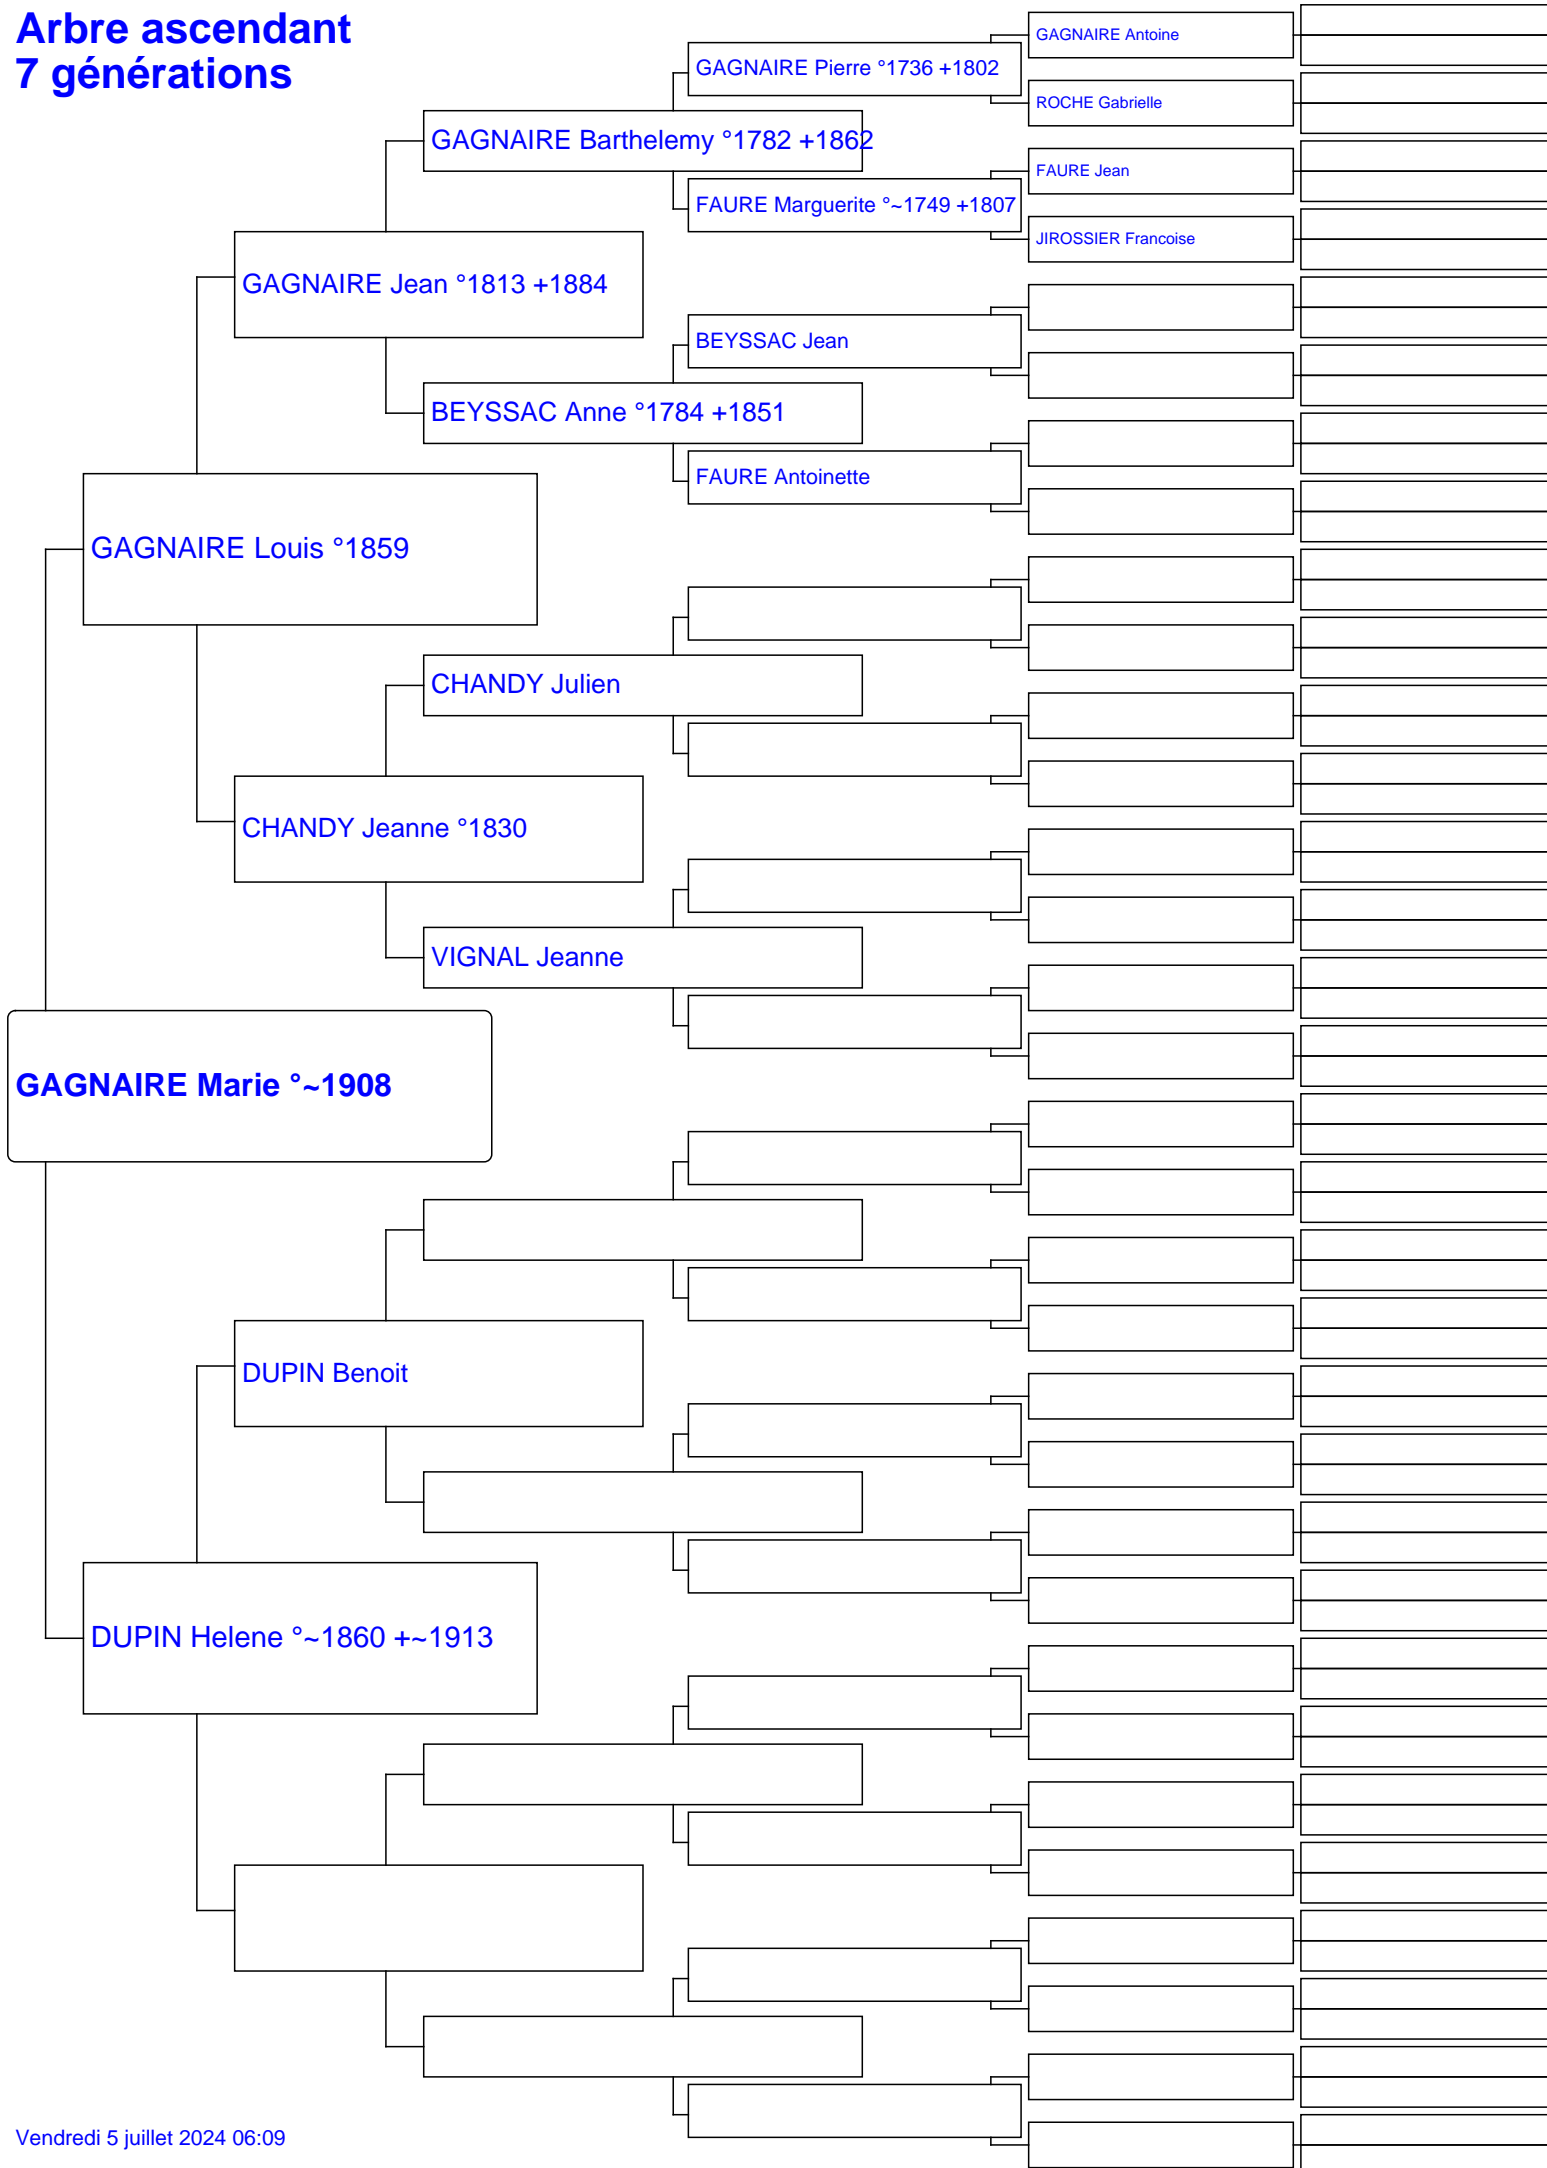 Arbre ascendant
7 générations
GAGNAIRE Antoine
GAGNAIRE Pierre °1736 +1802
ROCHE Gabrielle
GAGNAIRE Barthelemy °1782 +1862
FAURE Jean
FAURE Marguerite °~1749 +1807
JIROSSIER Francoise
GAGNAIRE Jean °1813 +1884
BEYSSAC Jean
BEYSSAC Anne °1784 +1851
FAURE Antoinette
GAGNAIRE Louis °1859
CHANDY Julien
CHANDY Jeanne °1830
VIGNAL Jeanne
GAGNAIRE Marie °~1908
DUPIN Benoit
DUPIN Helene °~1860 +~1913
Vendredi 5 juillet 2024 06:09